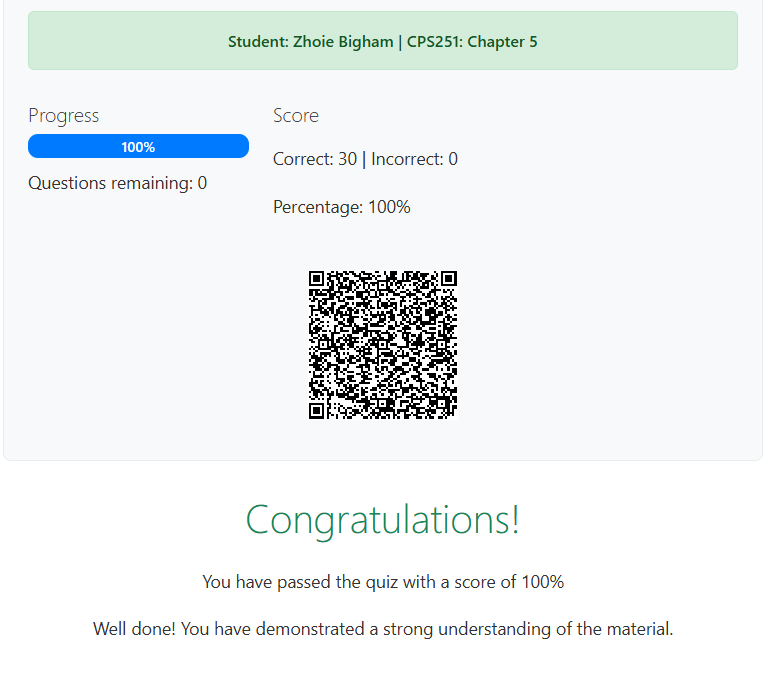 Student: Zhoie Bigham | CPS251: Chapter 5
Progress
100%
Questions remaining: 0
Score
Correct: 30 | Incorrect: 0
Percentage: 100%
Congratulations!
You have passed the quiz with a score of 100%
Well done! You have demonstrated a strong understanding of the material.